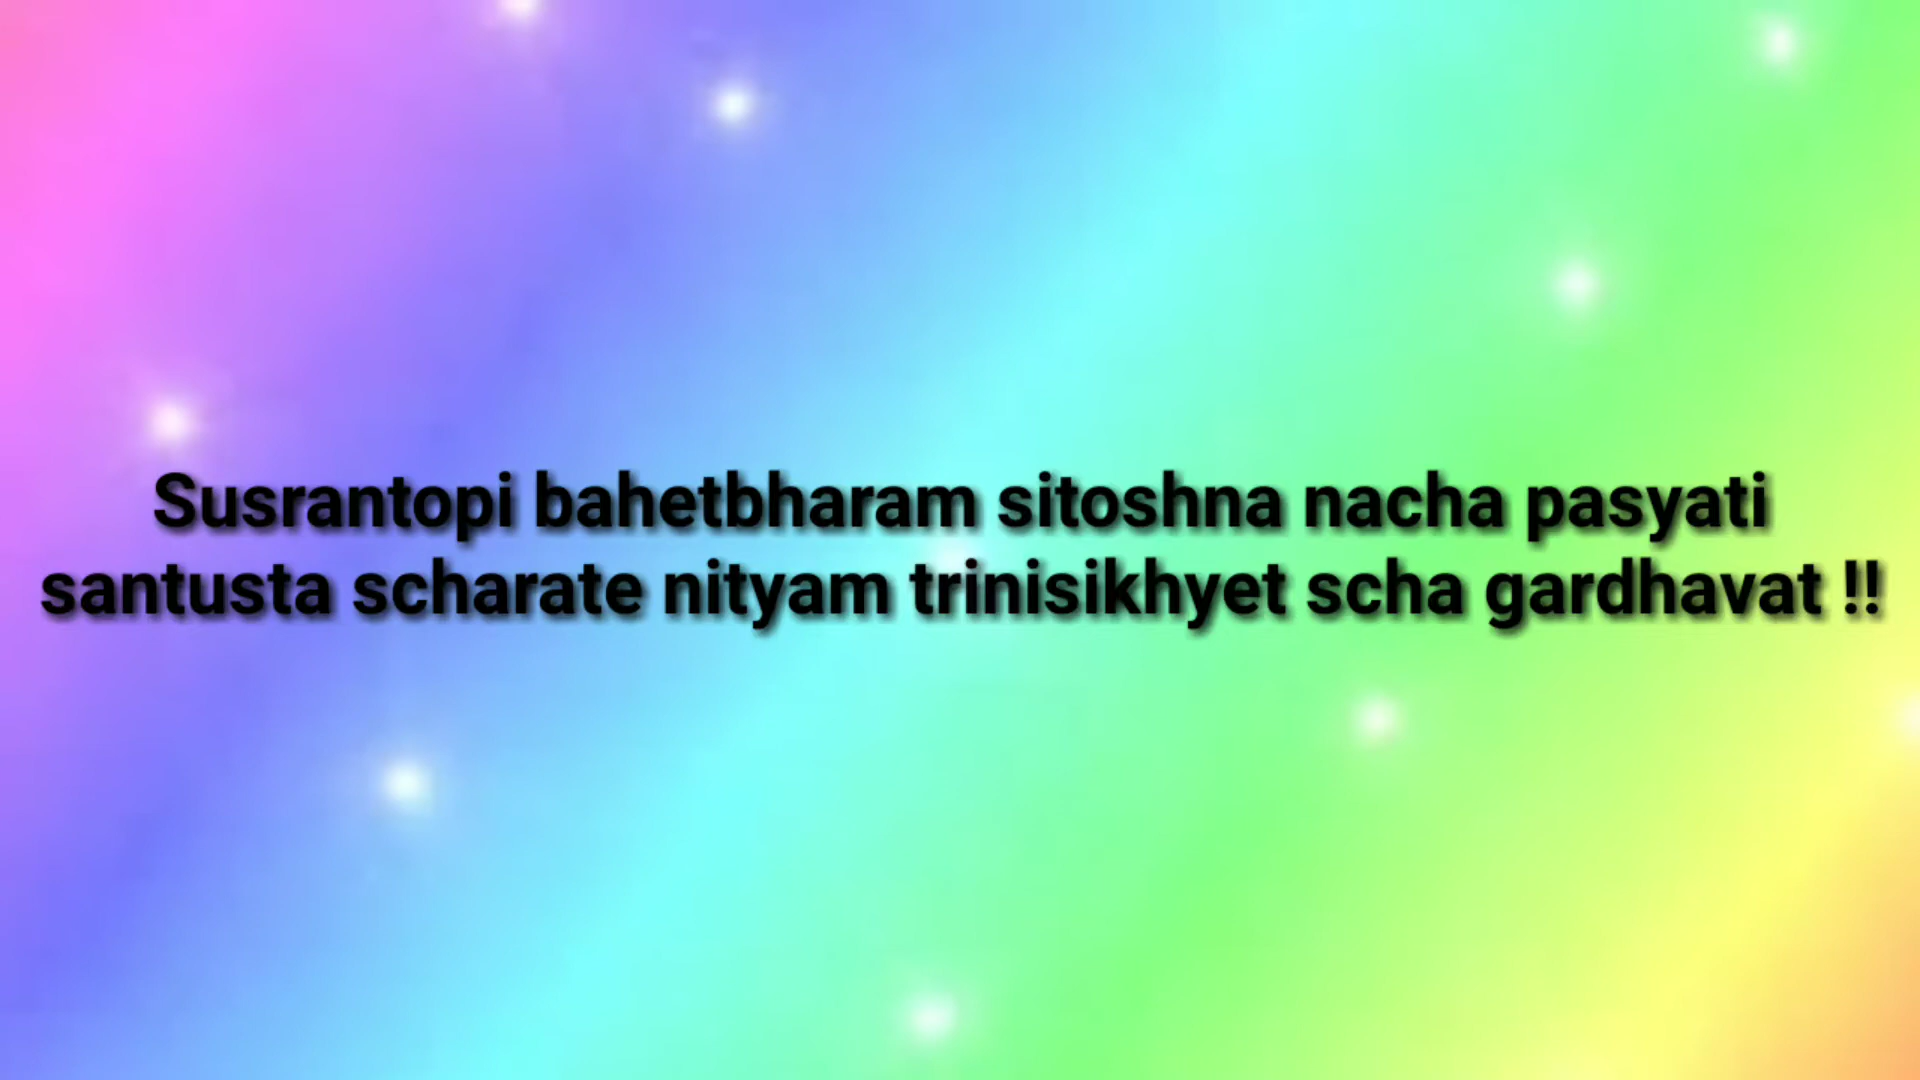 Susrantopi bahetbharam sitoshna nacha pasyati
santusta scharate nityam trinisikhyet scha gardhavat !!